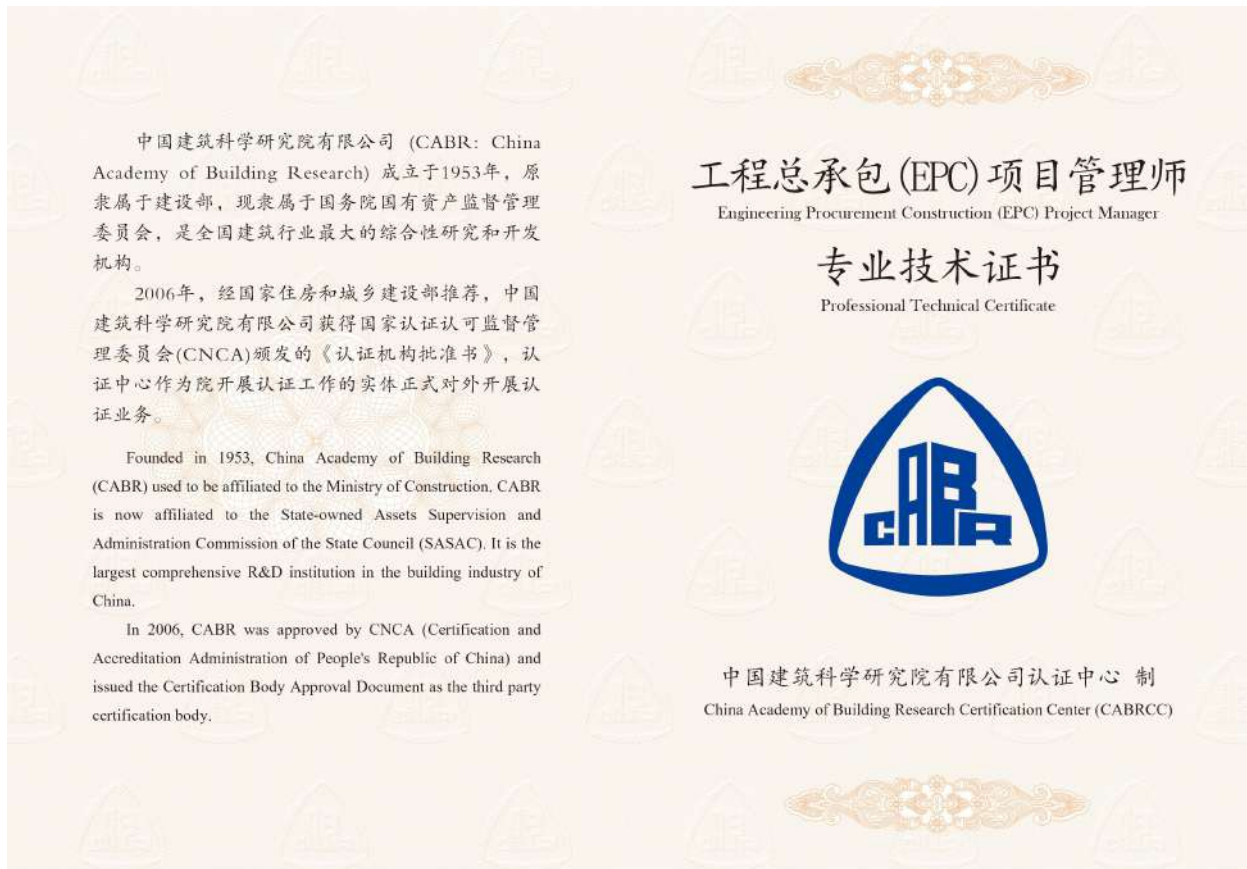 中国建筑科学研究院有限公司 (CABR: China
Academy of Building Research) 成立于1953年，原
隶属于建设部，现隶属于国务院国有资产监督管理
委员会，是全国建筑行业最大的综合性研究和开发
机构。
2006年，经国家住房和城乡建设部推荐，中国
建筑科学研究院有限公司获得国家认证认可监督管
理委员会(CNCA)颁发的《认证机构批准书》，认
证中心作为院开展认证工作的实体正式对外开展认
证业务。
Founded in 1953, China Academy of Building Research
(CABR) used to be affiliated to the Ministry of Construction. CABR
is now affiliated to the State-owned Assets Supervision and
Administration Commission of the State Council (SASAC). It is the
largest comprehensive R&D institution in the building industry of
China.
In 2006, CABR was approved by CNCA (Certification and
Accreditation Administration of People's Republic of China) and
issued the Certification Body Approval Document as the third party
certification body.
工程总承包(EPC)项目管理师
Engineering Procurement Construction (EPC) Project Manager
专业技术证书
Professional Technical Certificate
CABR
中国建筑科学研究院有限公司认证中心 制
China Academy of Building Research Certification Center (CABRCC)